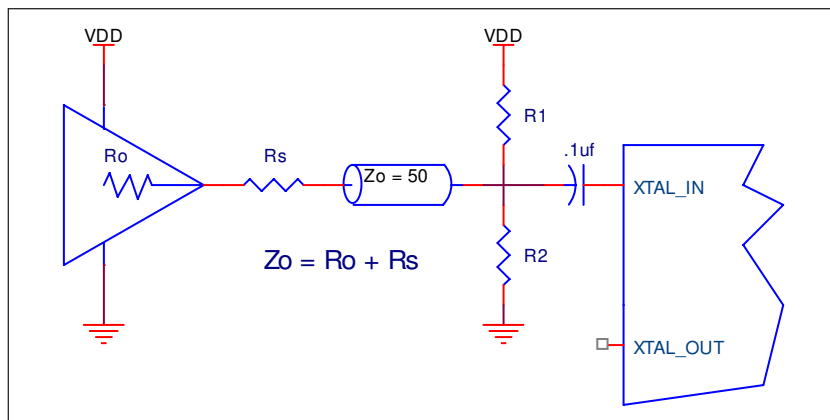 VDD
VDD
R1
Ro
Rs
Zo = 50
.1uf
XTAL_IN
Zo = Ro + Rs
R2
XTAL_OUT